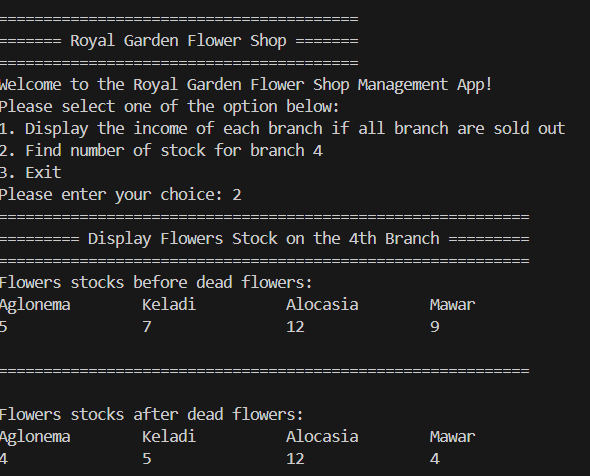 ========================================
======= Royal Garden Flower Shop =======
========================================
Welcome to the Royal Garden Flower Shop Management App!
Please select one of the option below:
1. Display the income of each branch if all branch are sold out
2. Find number of stock for branch 4
3. Exit
Please enter your choice: 2
===========================================================
========= Display Flowers Stock on the 4th Branch =========
===========================================================
Flowers stocks before dead flowers:
Aglonema        Keladi          Alocasia        Mawar
5               7               12              9
===========================================================
Flowers stocks after dead flowers:
Aglonema        Keladi          Alocasia        Mawar
4               5               12              4